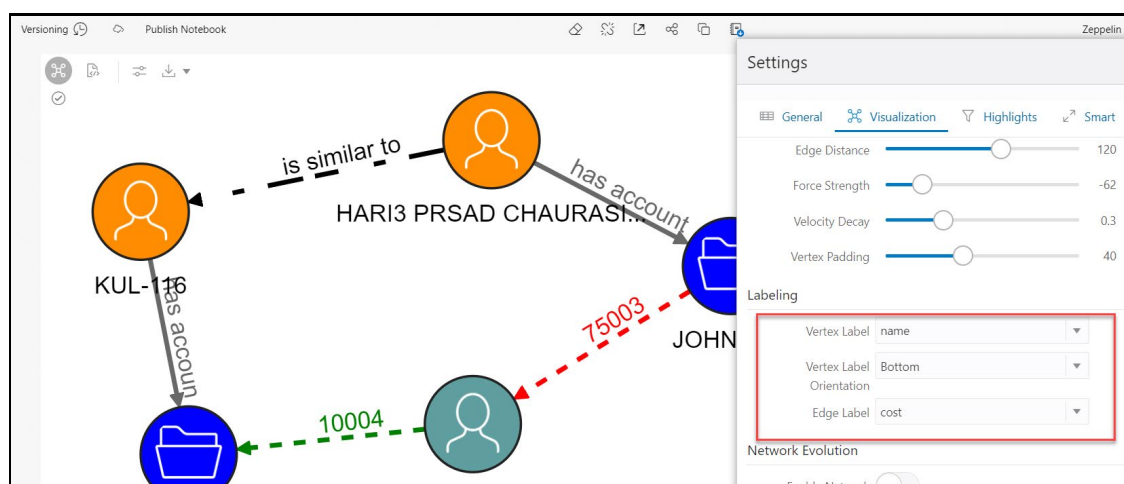 Versioning
Publish Notebook
Zeppelin
Settings
General
Visualization
Highlights
Smart
Edge Distance
120
Force Strength
-62
Velocity Decay
0.3
Vertex Padding
40
Labeling
Vertex Label
name
Vertex Label
Orientation
Bottom
Edge Label
cost
Network Evolution
is similar to
has account
HARI3 PRSAD CHAURASI...
KUL-116
has accoun
75003
JOHN
10004